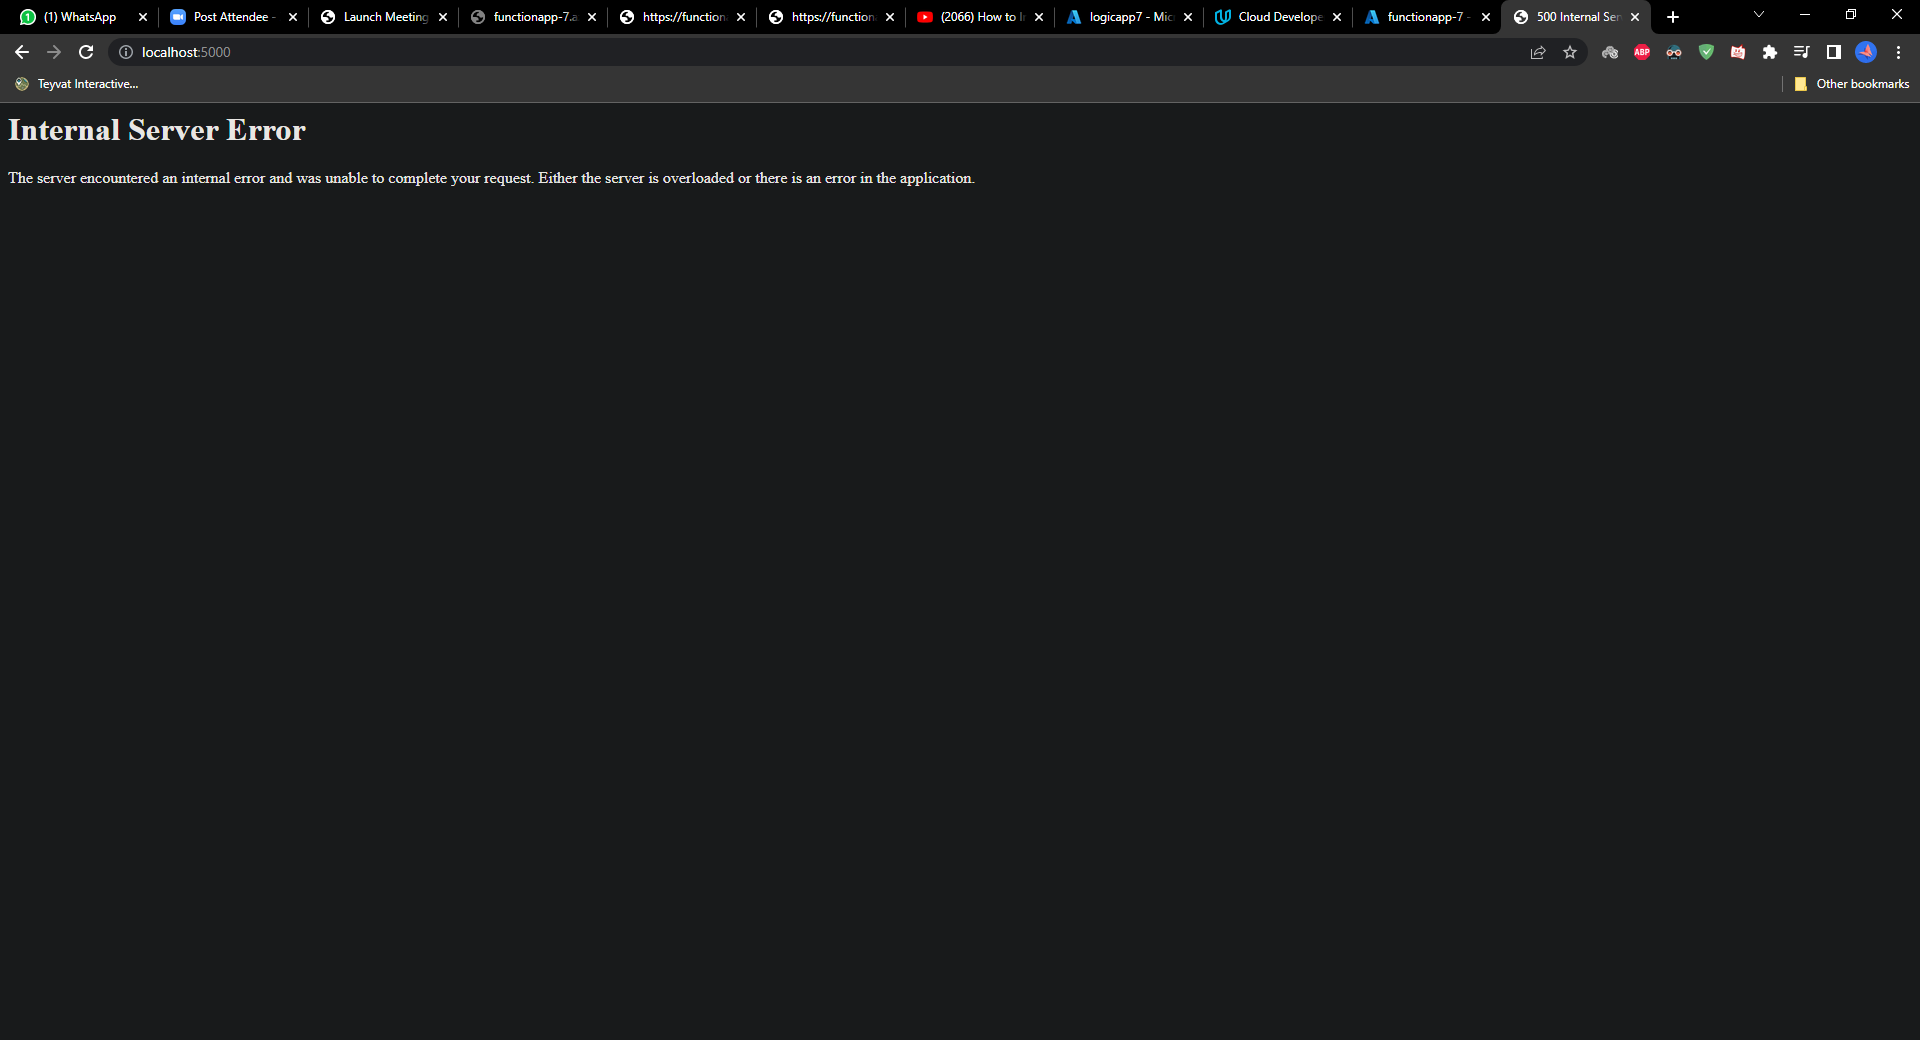 (1) WhatsApp
Post Attendee -
Launch Meeting
functionapp-7.a
https://function
https://function
(2066) How to I
logicapp7 - Mic
Cloud Develope
functionapp-7 -
500 Internal Ser
localhost:5000
ABP
Teyvat Interactive...
Other bookmarks
Internal Server Error
The server encountered an internal error and was unable to complete your request. Either the server is overloaded or there is an error in the application.